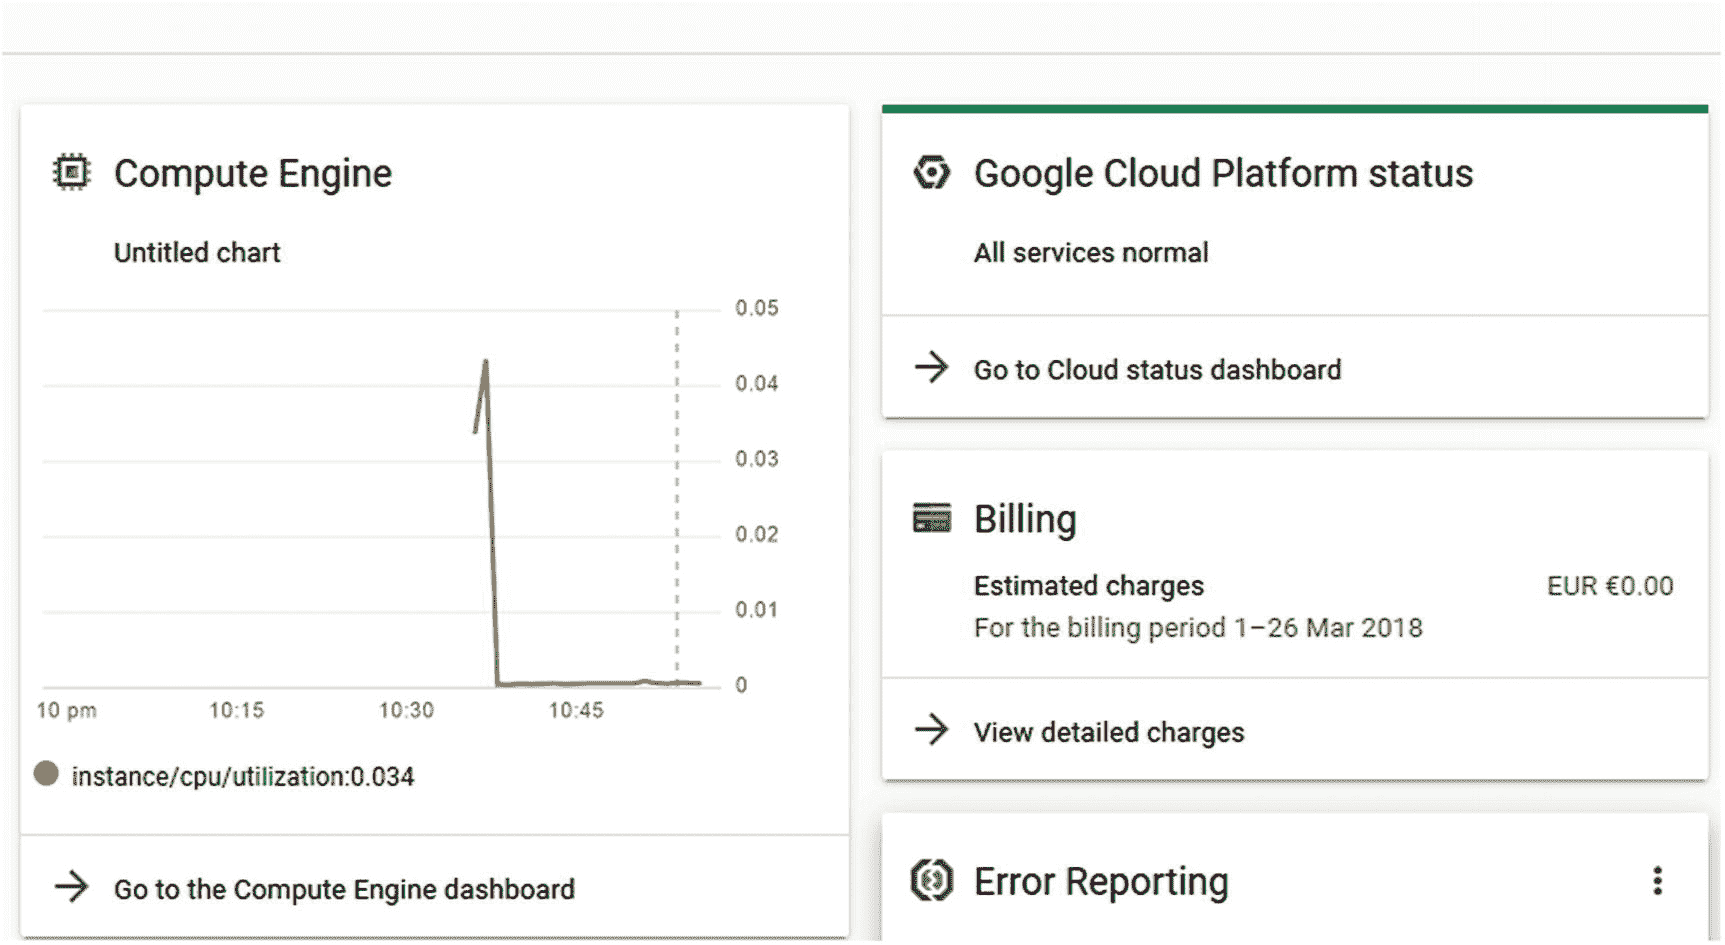 Compute Engine
Untitled chart
0.05
0.04
0.03
0.02
0.01
0
10 pm 10:15 10:30 10:45
instance/cpu/utilization:0.034
Go to the Compute Engine dashboard
Google Cloud Platform status
All services normal
Go to Cloud status dashboard
Billing
Estimated charges EUR €0.00
For the billing period 1–26 Mar 2018
View detailed charges
Error Reporting